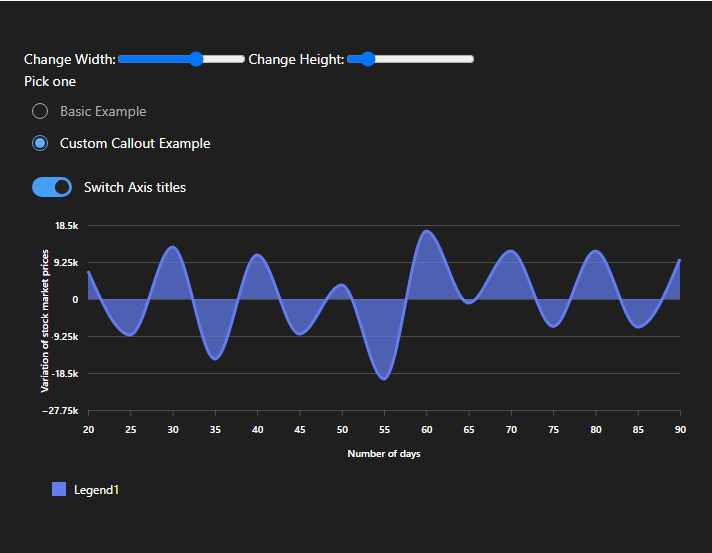 Change Width: Change Height:
Pick one
Basic Example
Custom Callout Example
Switch Axis titles
18.5k
9.25k
0
−9.25k
−18.5k
−27.75k
Variation of stock market prices
20 25 30 35 40 45 50 55 60 65 70 75 80 85 90
Number of days
Legend1